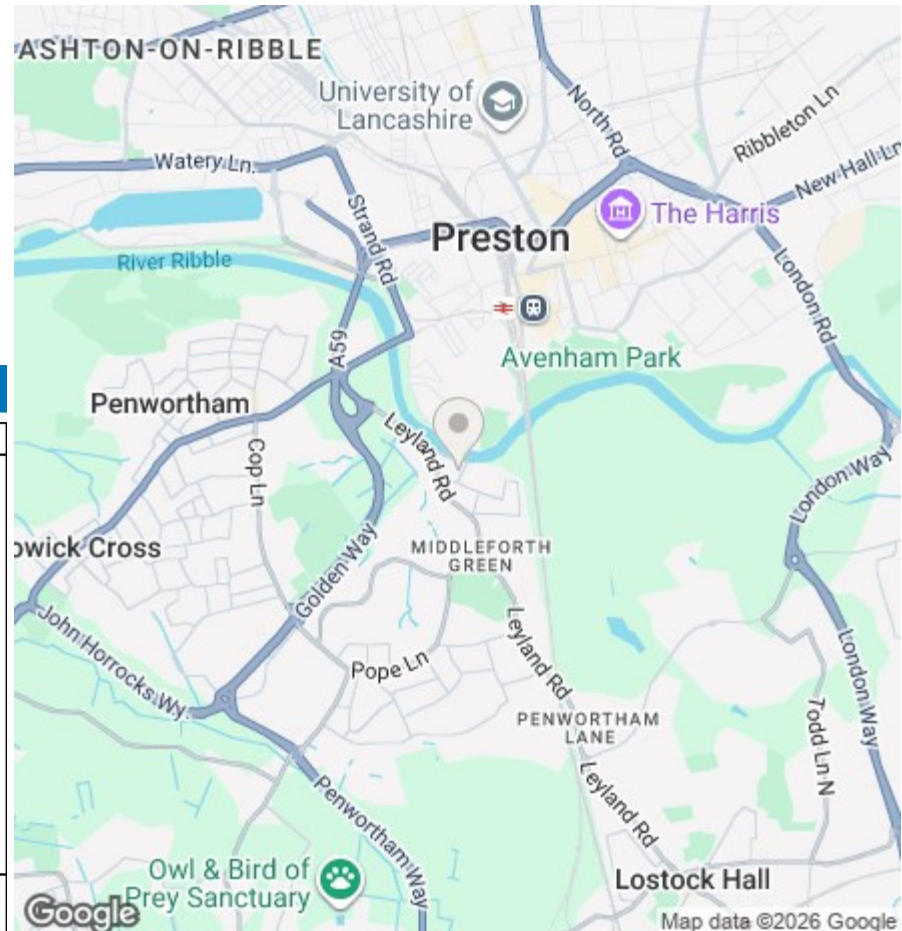 ASHTON-ON-RIBBLE
University of
Lancashire
North Rd
Ribbleton Ln
New Hall Ln
Watery Ln.
Strand Rd
The Harris
Preston
River Ribble
London Rd
A59
Avenham Park
Penwortham
Leyland Rd
Cop Ln
London Way
owick Cross
MIDDLEFORTH
GREEN
Golden Way
John Horrocks Wy.
Leyland Rd
Pope Ln
London Way
PENWORTHAM
LANE
Todd Ln N
Leyland Rd
Penwortham Way
Owl & Bird of
Prey Sanctuary
Lostock Hall
Google
Map data ©2026 Google